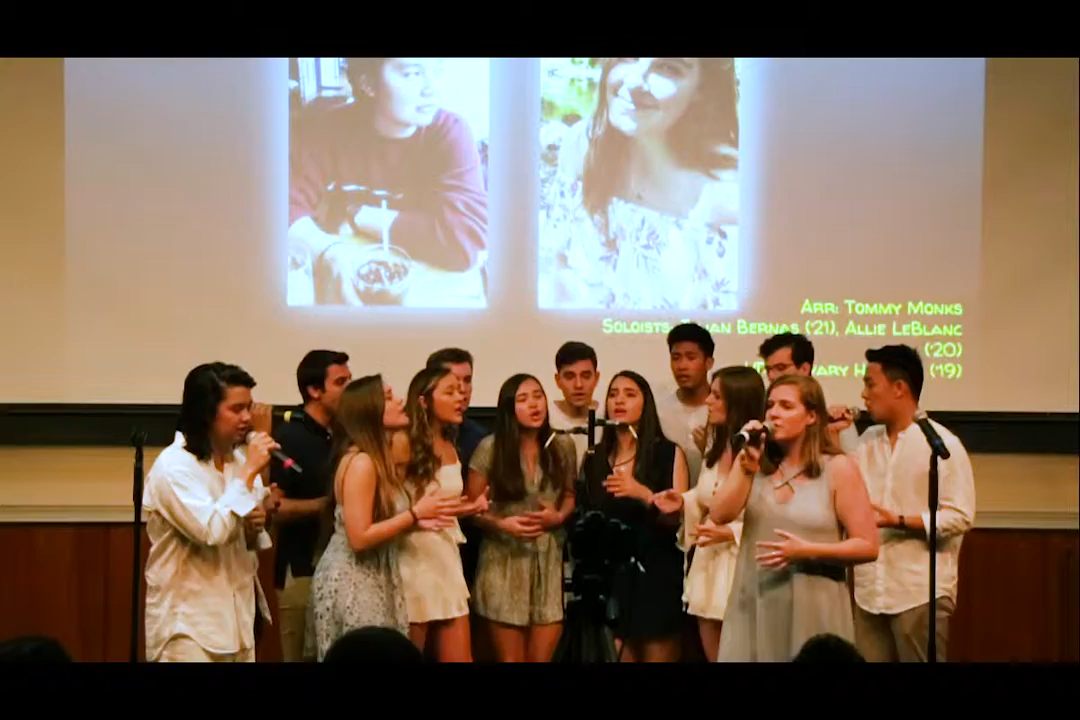 Arr: Tommy Monks
Soloists: Bernas ('21), Allie LeBlanc
('20)
('19)